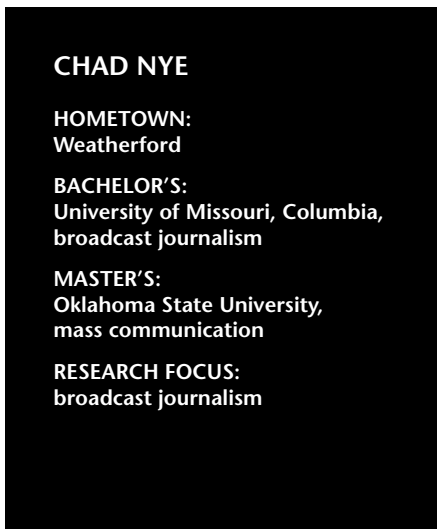 CHAD NYE
HOMETOWN:
Weatherford
BACHELOR’S:
University of Missouri, Columbia,
broadcast journalism
MASTER’S:
Oklahoma State University,
mass communication
RESEARCH FOCUS:
broadcast journalism